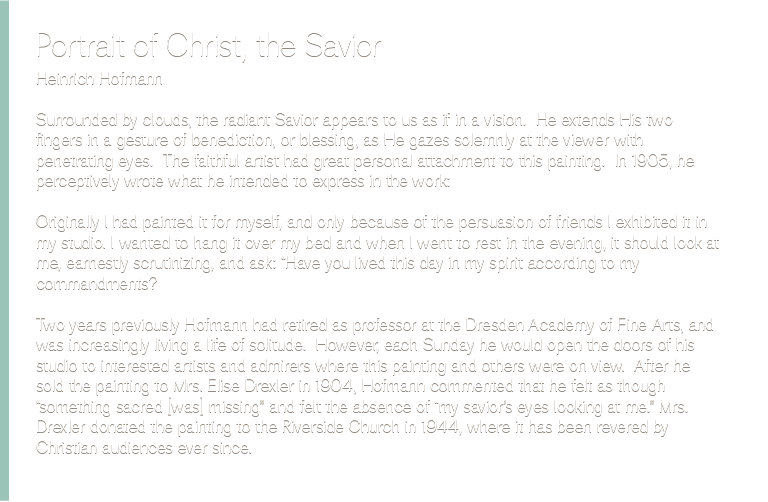 Portrait of Christ, the Savior
Heinrich Hofmann
Surrounded by clouds, the radiant Savior appears to us as if in a vision.  He extends His two
fingers in a gesture of benediction, or blessing, as He gazes solemnly at the viewer with
penetrating eyes.  The faithful artist had great personal attachment to this painting.  In 1905, he
perceptively wrote what he intended to express in the work:
Originally I had painted it for myself, and only because of the persuasion of friends I exhibited it in
my studio. I wanted to hang it over my bed and when I went to rest in the evening, it should look at
me, earnestly scrutinizing, and ask: "Have you lived this day in my spirit according to my
commandments?
Two years previously Hofmann had retired as professor at the Dresden Academy of Fine Arts, and
was increasingly living a life of solitude.  However, each Sunday he would open the doors of his
studio to interested artists and admirers where this painting and others were on view.  After he
sold the painting to Mrs. Elise Drexler in 1904, Hofmann commented that he felt as though
"something sacred [was] missing" and felt the absence of "my savior's eyes looking at me." Mrs.
Drexler donated the painting to the Riverside Church in 1944, where it has been revered by
Christian audiences ever since.